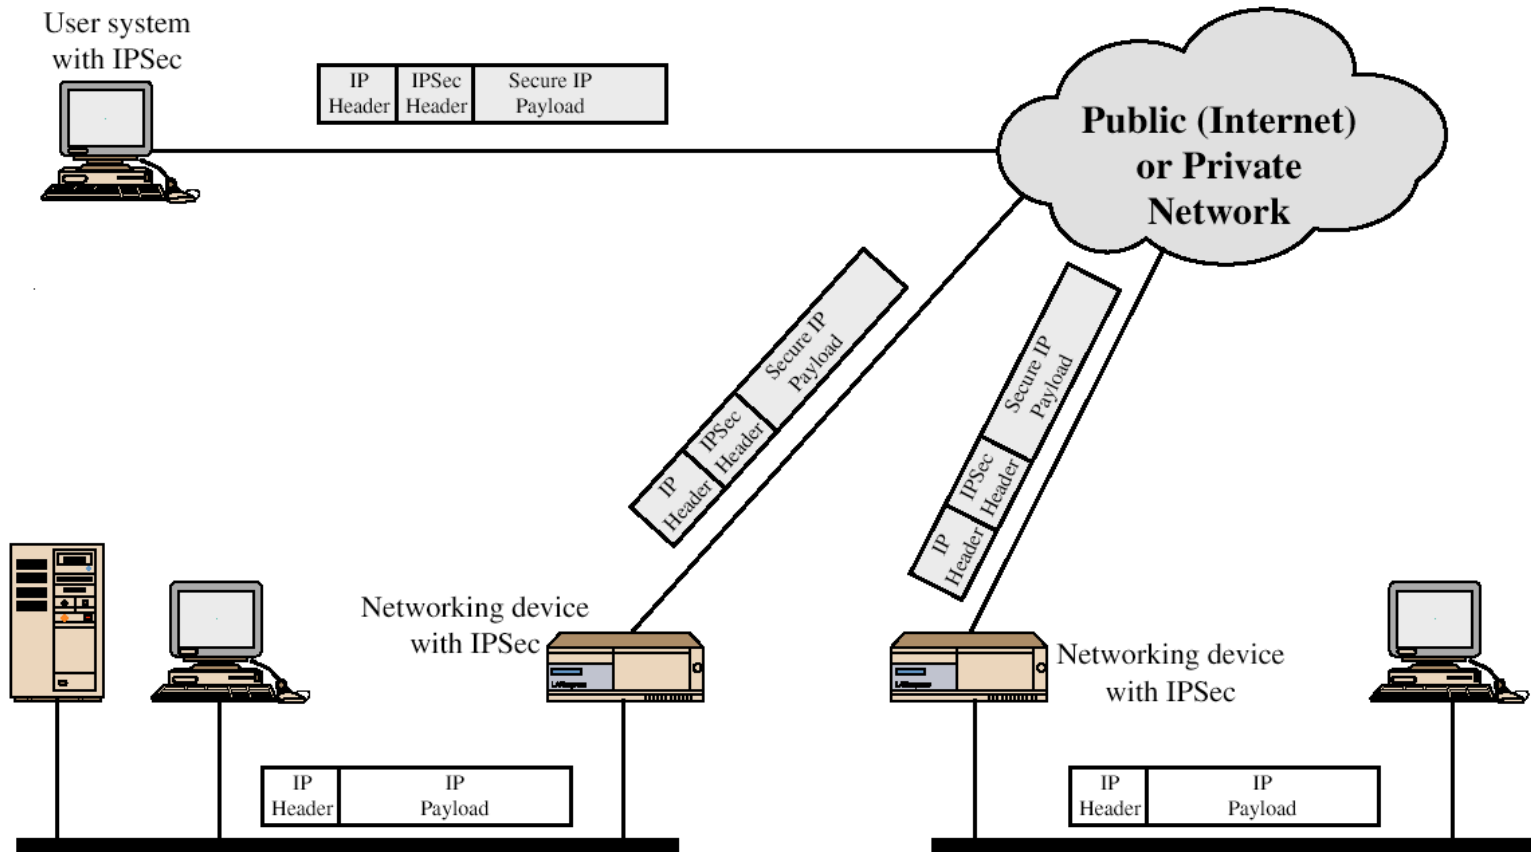 User system
with IPSec
IP
Header
IPSec
Header
Secure IP
Payload
Public (Internet)
or Private
Network
Secure IP
Payload
IPSec
Header
IP
Header
Secure IP
Payload
IPSec
Header
IP
Header
Networking device
with IPSec
Networking device
with IPSec
IP
Header
IP
Payload
IP
Header
IP
Payload